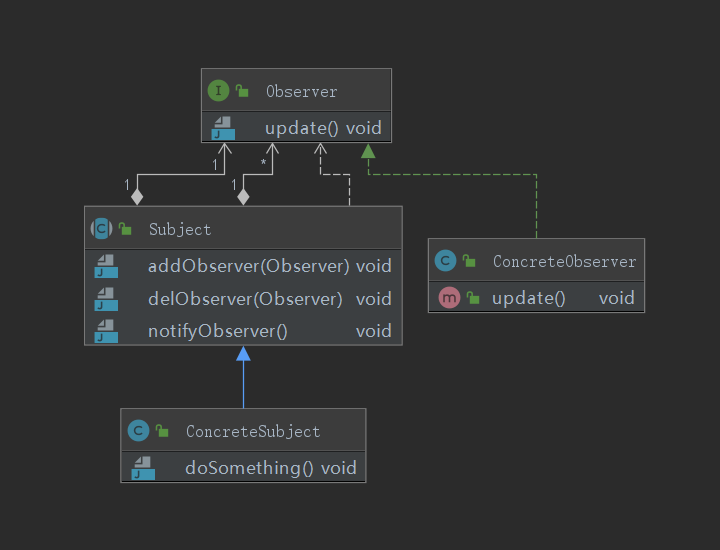 I Observer
J update() void
1 1 1 *
C Subject
J addObserver(Observer) void
J delObserver(Observer) void
J notifyObserver() void
C ConcreteObserver
m update() void
C ConcreteSubject
J doSomething() void